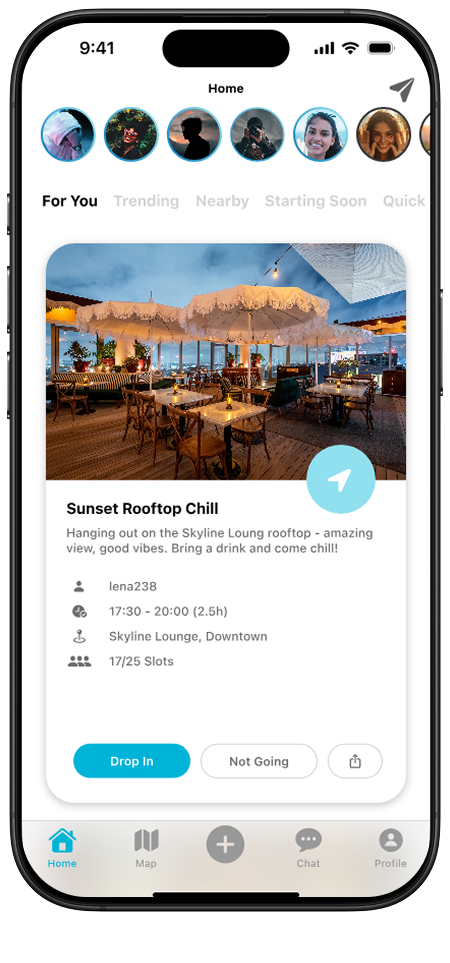 9:41
Home
For You Trending Nearby Starting Soon Quick
Sunset Rooftop Chill
Hanging out on the Skyline Loung rooftop - amazing
view, good vibes. Bring a drink and come chill!
lena238
17:30 - 20:00 (2.5h)
Skyline Lounge, Downtown
17/25 Slots
Drop In Not Going
Home Map Chat Profile